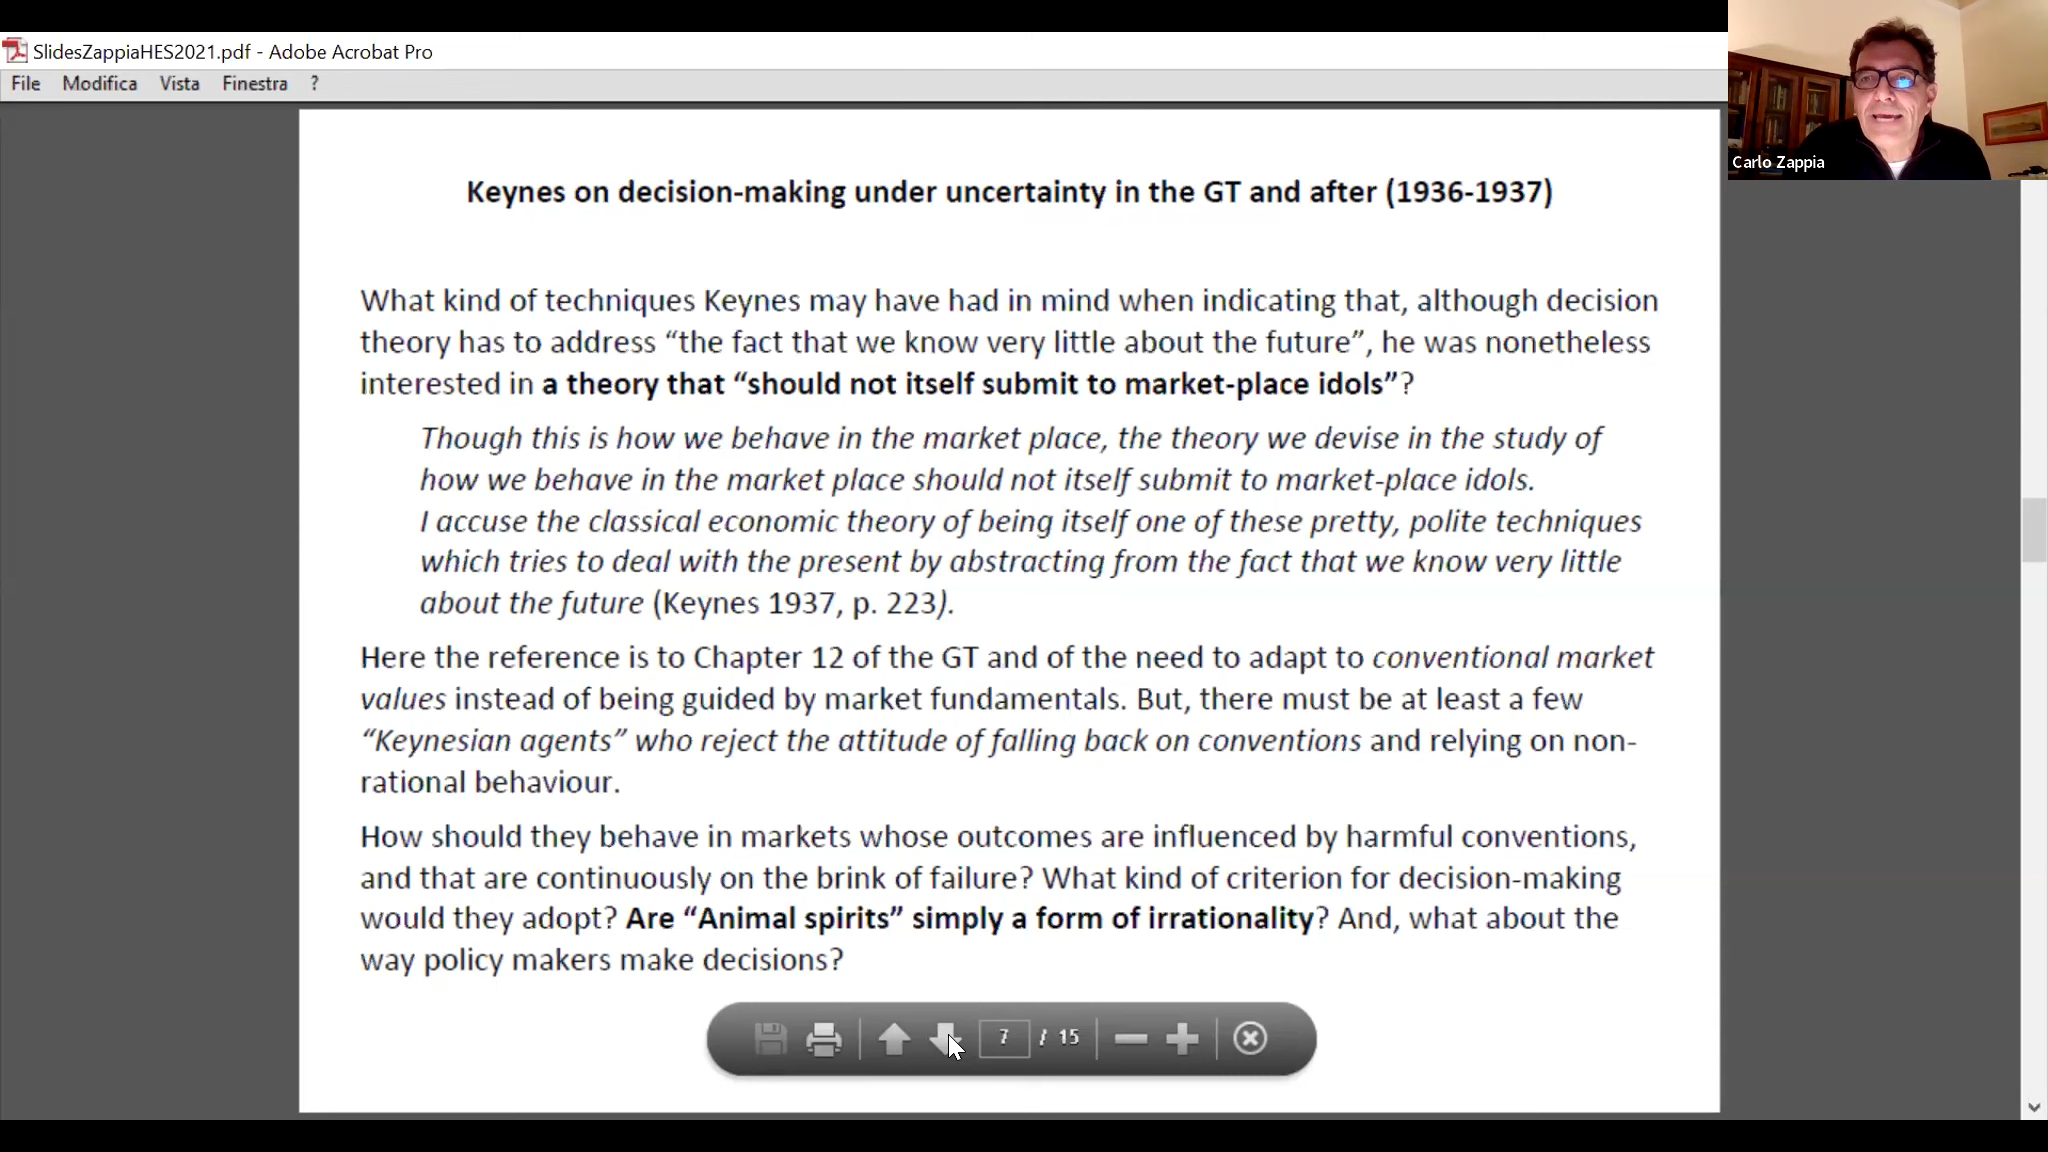 SlidesZappiaHES2021.pdf - Adobe Acrobat Pro
File Modifica Vista Finestra ?
Carlo Zappia
Keynes on decision-making under uncertainty in the GT and after (1936-1937)
What kind of techniques Keynes may have had in mind when indicating that, although decision
theory has to address “the fact that we know very little about the future”, he was nonetheless
interested in a theory that “should not itself submit to market-place idols”?
Though this is how we behave in the market place, the theory we devise in the study of
how we behave in the market place should not itself submit to market-place idols.
I accuse the classical economic theory of being itself one of these pretty, polite techniques
which tries to deal with the present by abstracting from the fact that we know very little
about the future (Keynes 1937, p. 223).
Here the reference is to Chapter 12 of the GT and of the need to adapt to conventional market
values instead of being guided by market fundamentals. But, there must be at least a few
“Keynesian agents” who reject the attitude of falling back on conventions and relying on non-
rational behaviour.
How should they behave in markets whose outcomes are influenced by harmful conventions,
and that are continuously on the brink of failure? What kind of criterion for decision-making
would they adopt? Are “Animal spirits” simply a form of irrationality? And, what about the
way policy makers make decisions?
7 / 15